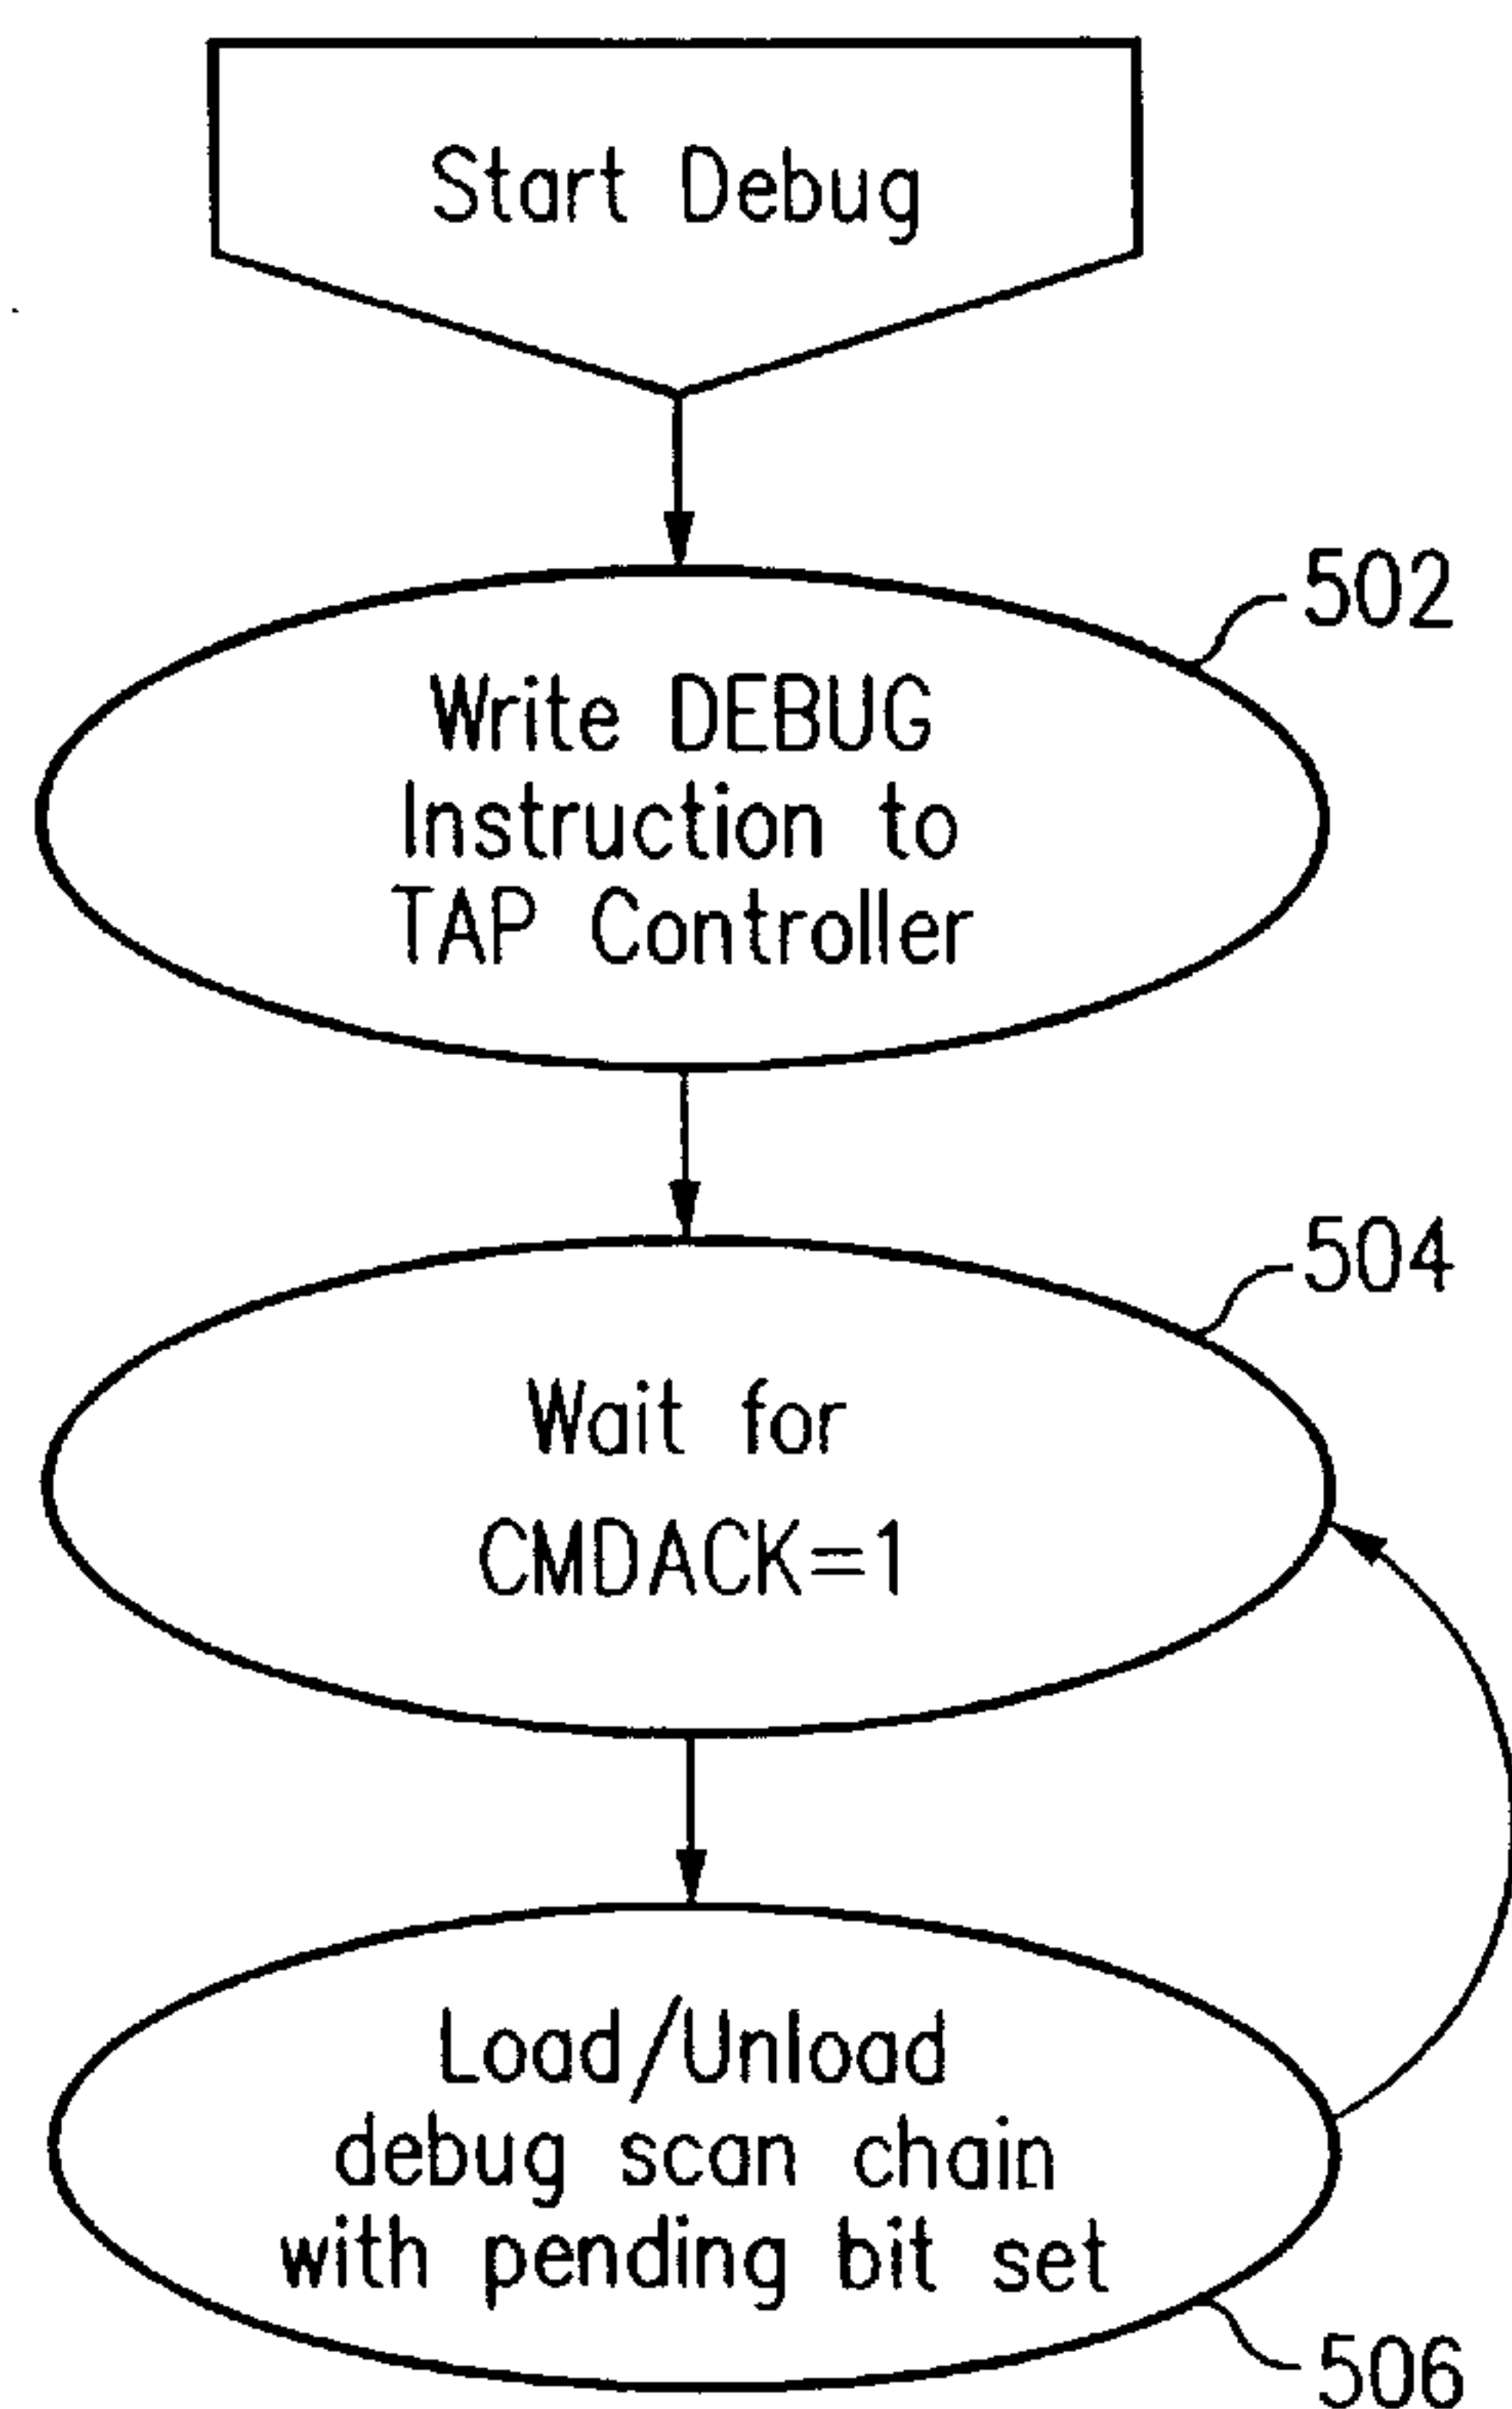 Start Debug
502
Write DEBUG
Instruction to
TAP Controller
504
Wait for
CMDACK=1
Load/Unload
debug scan chain
with pending bit set
506